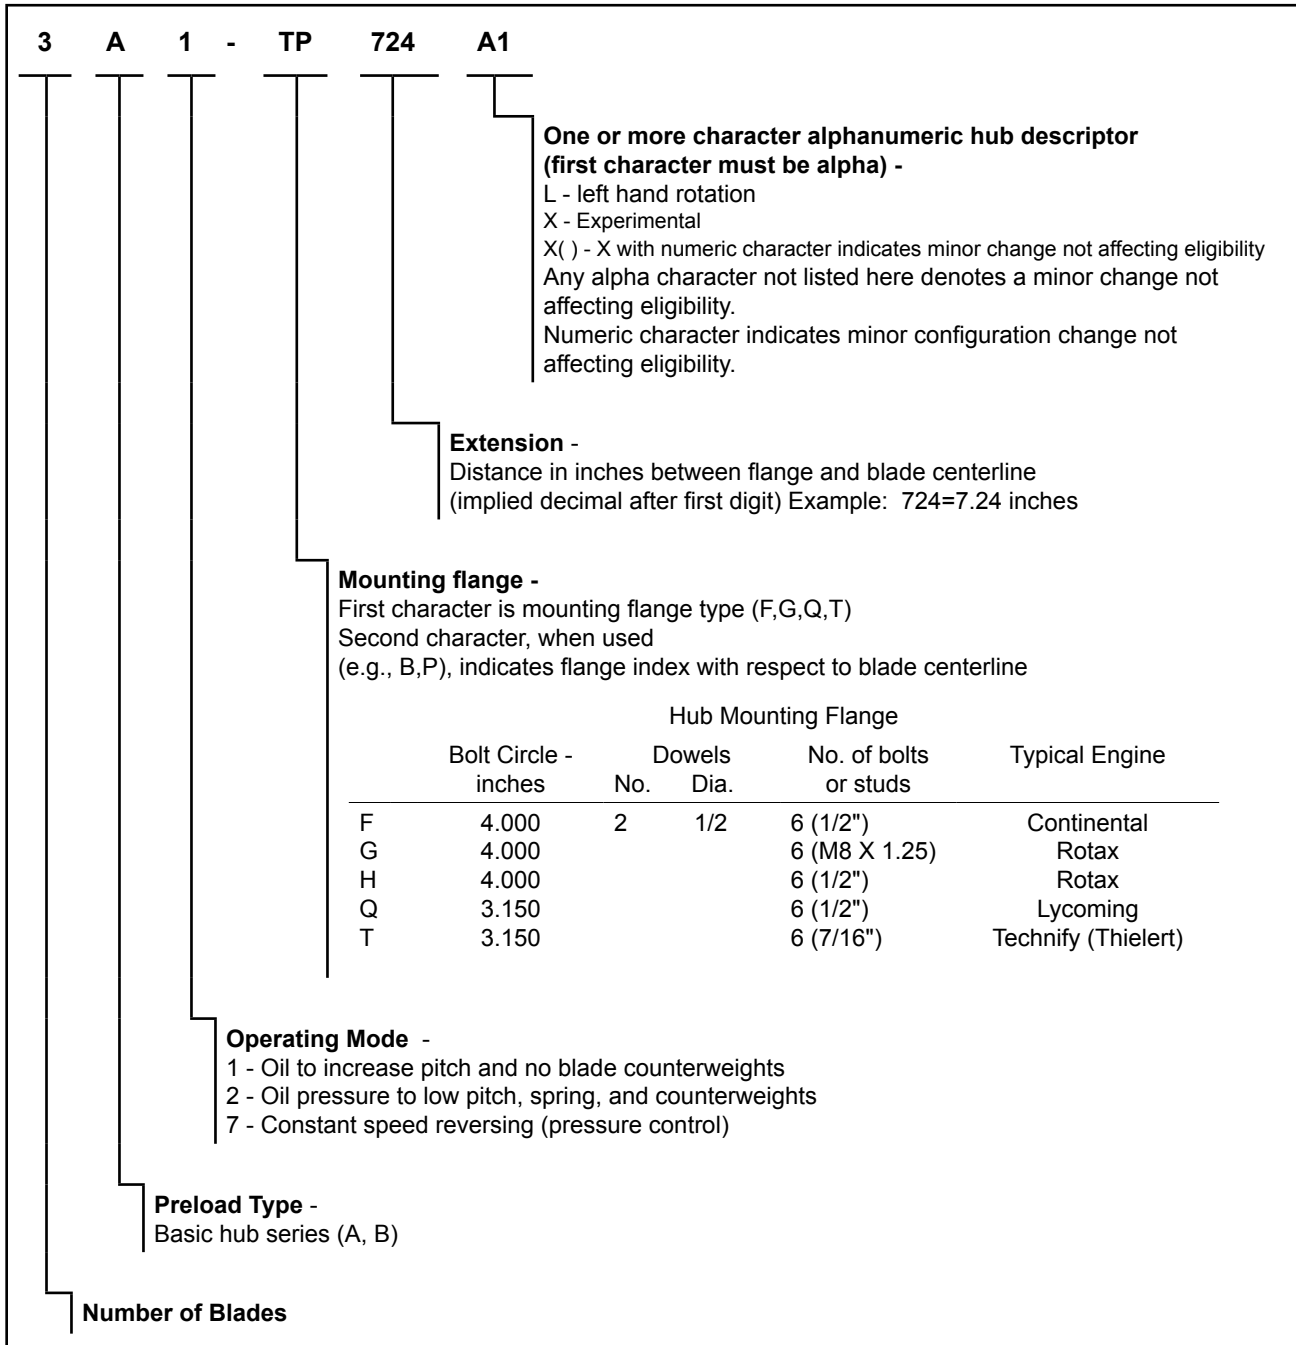 3 A 1 - TP 724 A1
One or more character alphanumeric hub descriptor
(first character must be alpha) -
L - left hand rotation
X - Experimental
X( ) - X with numeric character indicates minor change not affecting eligibility
Any alpha character not listed here denotes a minor change not
affecting eligibility.
Numeric character indicates minor configuration change not
affecting eligibility.
Extension -
Distance in inches between flange and blade centerline
(implied decimal after first digit) Example: 724=7.24 inches
Mounting flange -
First character is mounting flange type (F,G,Q,T)
Second character, when used
(e.g., B,P), indicates flange index with respect to blade centerline
Hub Mounting Flange
Bolt Circle - Dowels No. of bolts Typical Engine
inches No. Dia. or studs
F 4.000 2 1/2 6 (1/2") Continental
G 4.000 6 (M8 X 1.25) Rotax
H 4.000 6 (1/2") Rotax
Q 3.150 6 (1/2") Lycoming
T 3.150 6 (7/16") Technify (Thielert)
Operating Mode -
1 - Oil to increase pitch and no blade counterweights
2 - Oil pressure to low pitch, spring, and counterweights
7 - Constant speed reversing (pressure control)
Preload Type -
Basic hub series (A, B)
Number of Blades